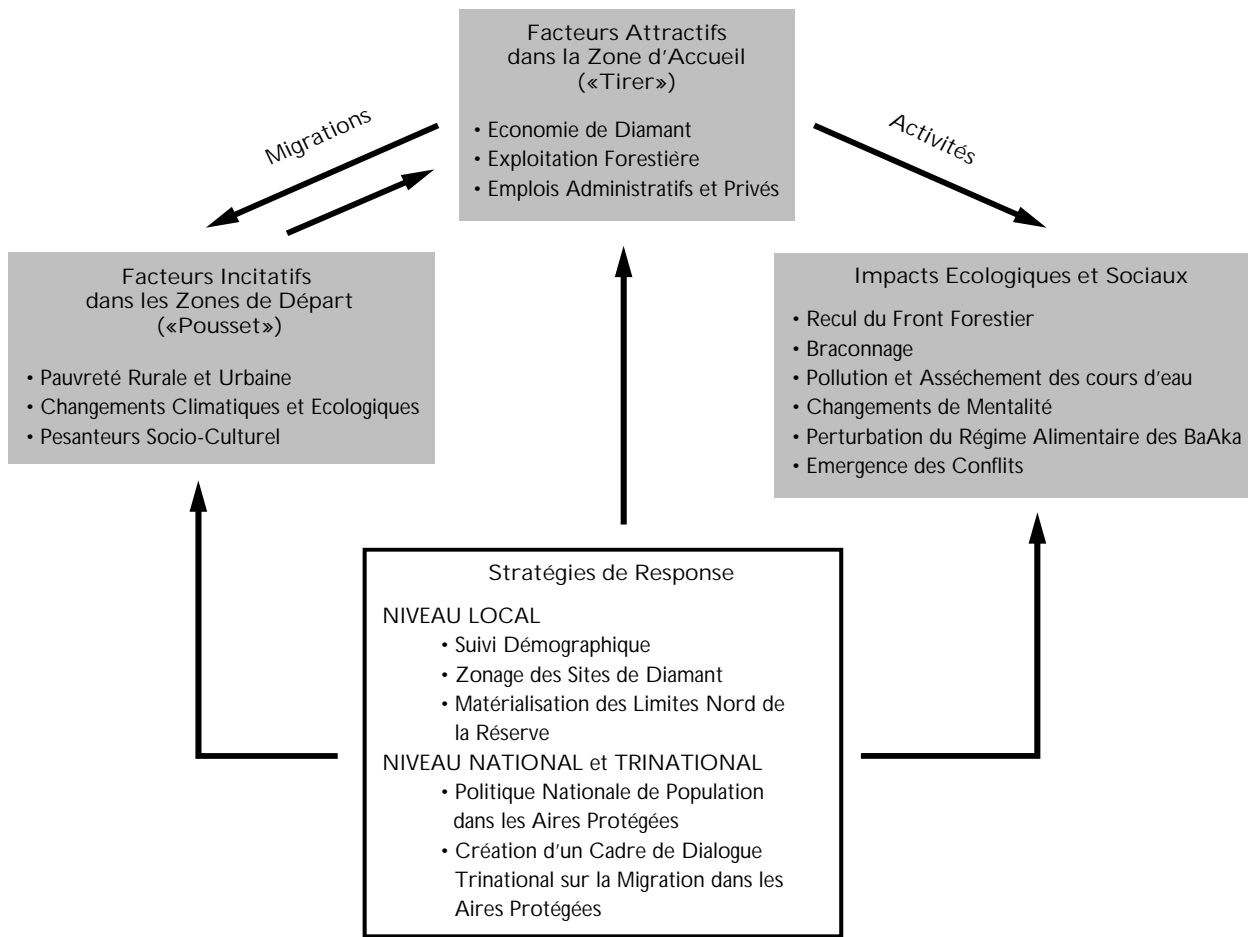 Facteurs Attractifs
dans la Zone d'Accueil
(«Tirer»)
• Economie de Diamant
• Exploitation Forestière
• Emplois Administratifs et Privés
Migrations
Activités
Facteurs Incitatifs
dans les Zones de Départ
(«Pousset»)
• Pauvreté Rurale et Urbaine
• Changements Climatiques et Ecologiques
• Pesanteurs Socio-Culturel
Impacts Ecologiques et Sociaux
• Recul du Front Forestier
• Braconnage
• Pollution et Asséchement des cours d'eau
• Changements de Mentalité
• Perturbation du Régime Alimentaire des BaAka
• Emergence des Conflits
Stratégies de Response
NIVEAU LOCAL
• Suivi Démographique
• Zonage des Sites de Diamant
• Matérialisation des Limites Nord de
la Réserve
NIVEAU NATIONAL et TRINATIONAL
• Politique Nationale de Population
dans les Aires Protégées
• Création d'un Cadre de Dialogue
Trinational sur la Migration dans les
Aires Protégées